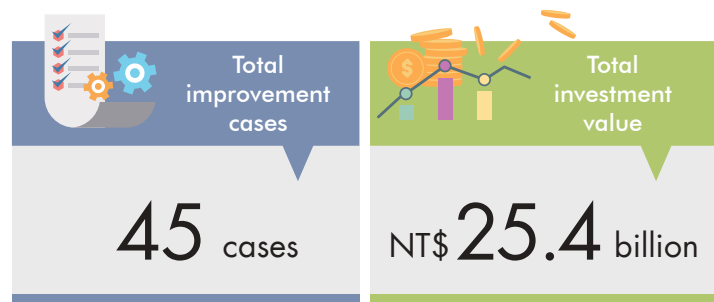 Total
improvement
cases
45 cases
Total
investment
value
NT$ 25.4 billion
$